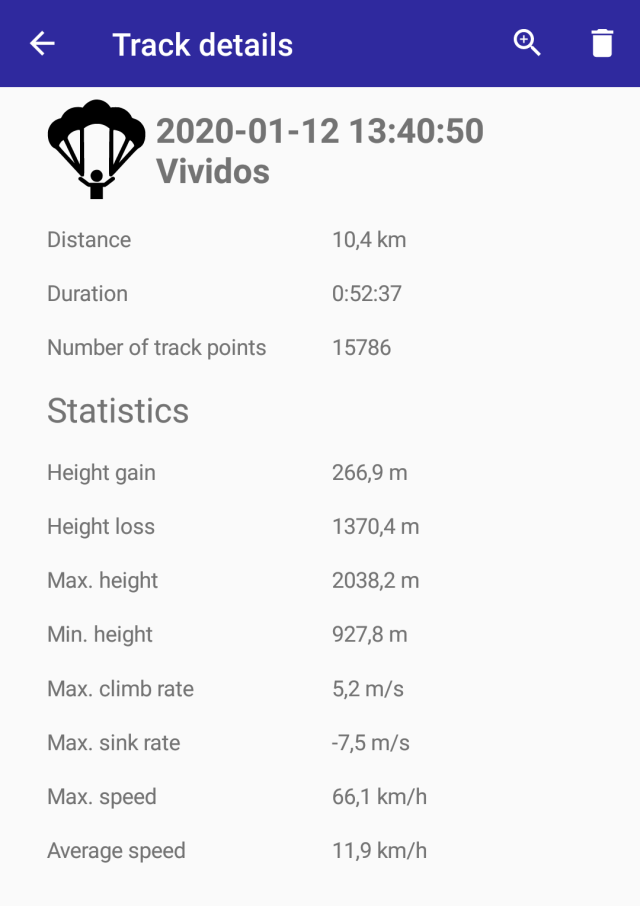 Track details
2020-01-12 13:40:50
Vividos
Distance 10,4 km
Duration 0:52:37
Number of track points 15786
Statistics
Height gain 266,9 m
Height loss 1370,4 m
Max. height 2038,2 m
Min. height 927,8 m
Max. climb rate 5,2 m/s
Max. sink rate -7,5 m/s
Max. speed 66,1 km/h
Average speed 11,9 km/h